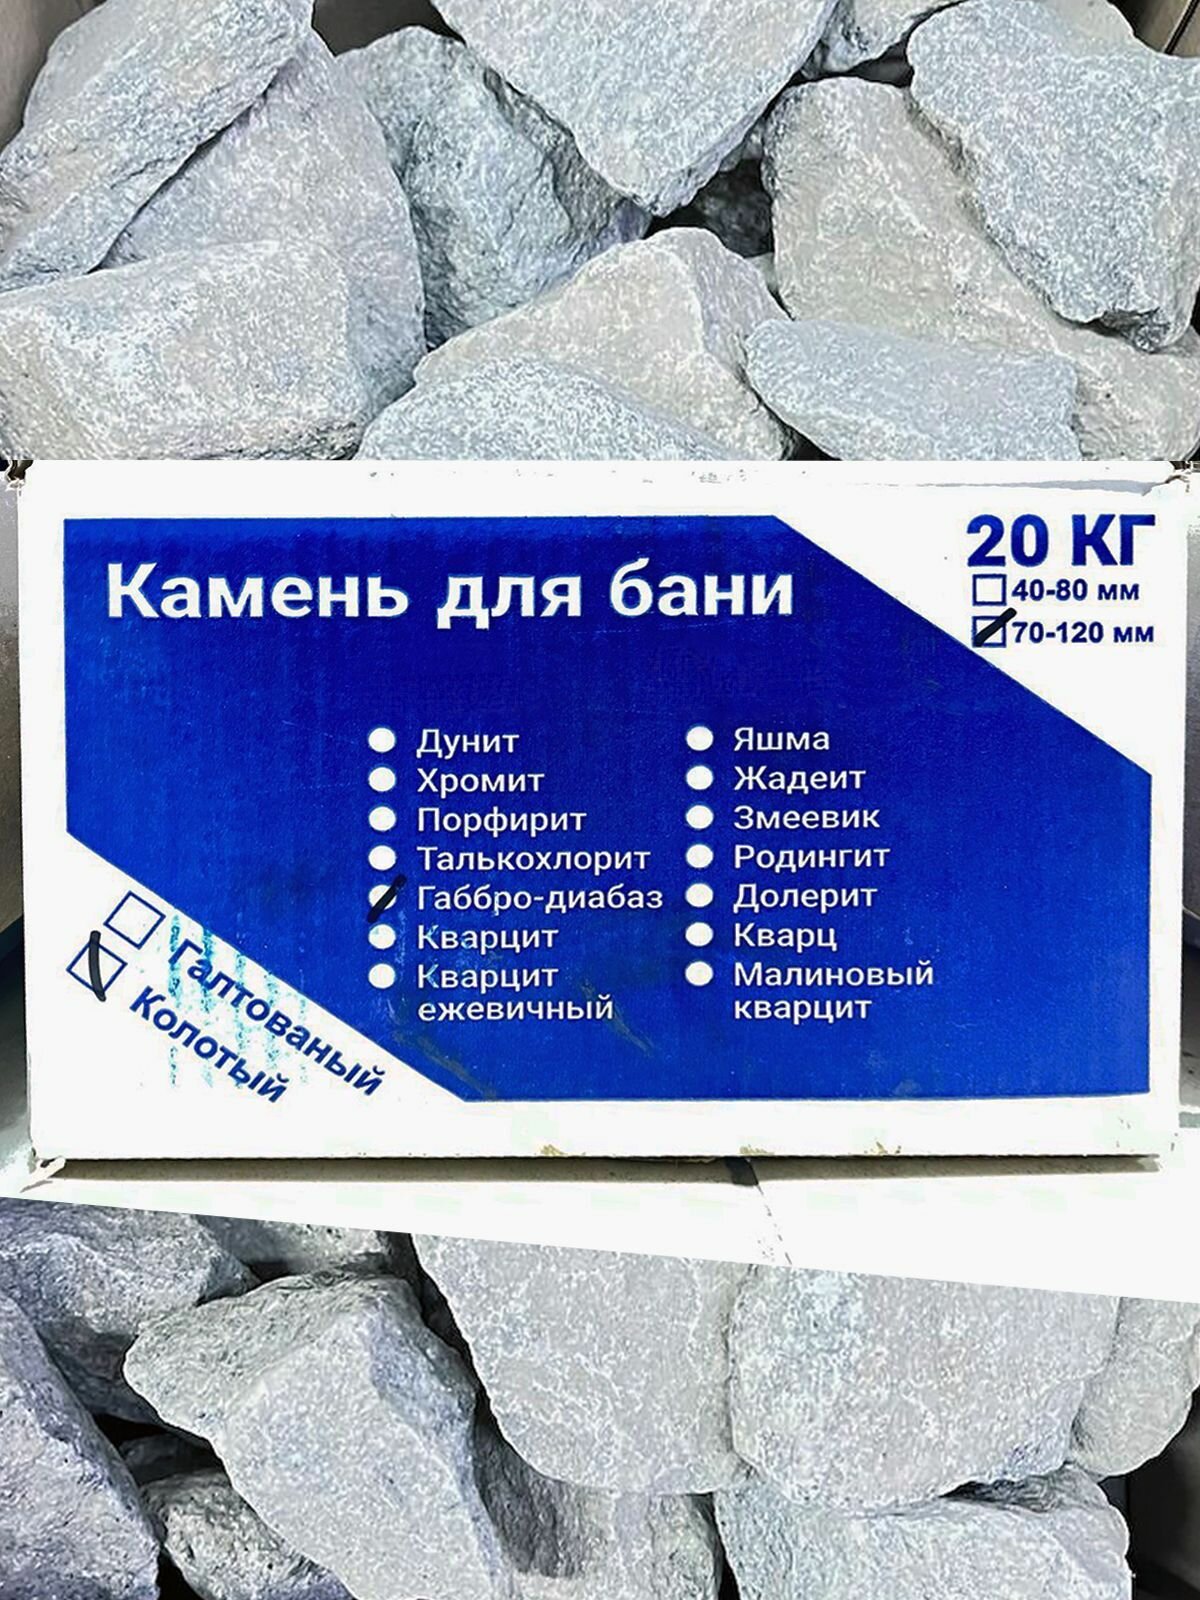 Камень для бани
20 КГ
40-80 мм
70-120 мм
Дунит
Хромит
Порфирит
Талькохлорит
Габбро-диабаз
Кварцит
Кварцит
ежевичный
Яшма
Жадеит
Змеевик
Родингит
Долерит
Кварц
Малиновый
кварцит
Галтованый
Колотый